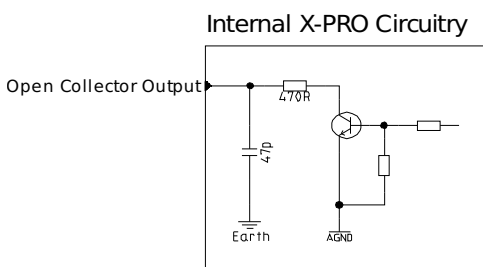 Internal X-PRO Circuitry
Open Collector Output
470R
47p
Earth
AGND